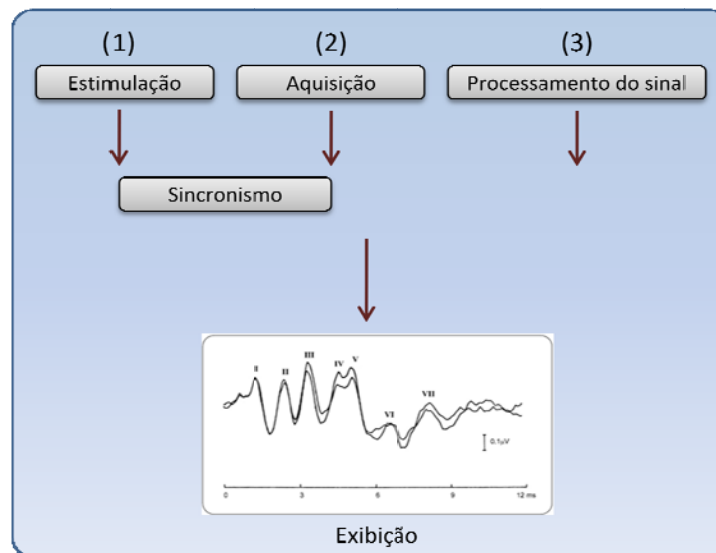 (1) (2) (3)
Estimulação Aquisição Processamento do sinal
Sincronismo
I II III IV V VI VII
0.1µV
0 3 6 9 12 ms
Exibição